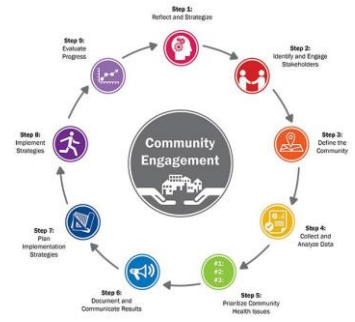 Step 1:
Reflect and Strategize
Step 2:
Identify and Engage
Stakeholders
Step 3:
Define the
Community
Step 4:
Collect and
Analyze Data
Step 5:
Prioritize Community
Health Issues
Step 6:
Document and
Communicate Results
Step 7:
Plan
Implementation
Strategies
Step 8:
Implement
Strategies
Step 9:
Evaluate
Progress
Community
Engagement
#1:
#2:
#3: